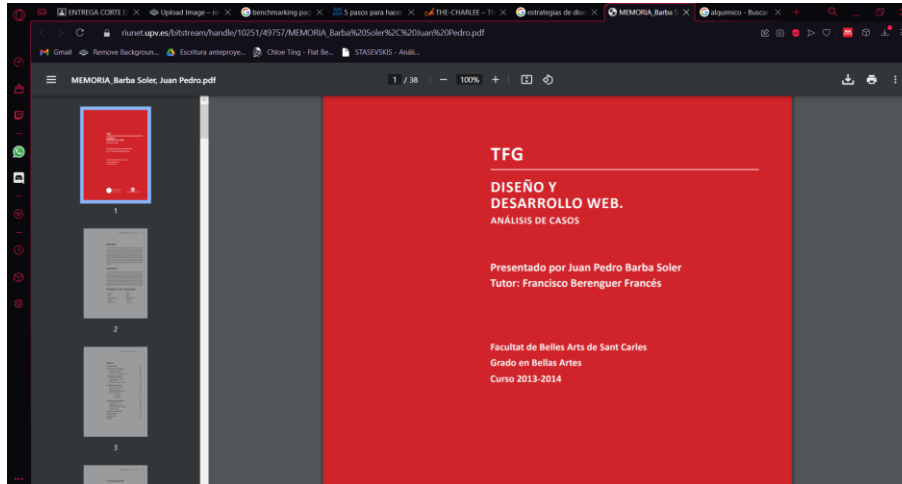 ENTREGA CORTE
Upload Image – re
benchmarking pag
5 pasos para hacer
THE-CHARLEE – Th
estrategias de dise
MEMORIA_Barba S
alquimico - Buscar
riunet.upv.es/bitstream/handle/10251/49757/MEMORIA_Barba%20Soler%2C%20Juan%20Pedro.pdf
Gmail
Remove Backgroun...
Escritura anteproye...
Chloe Ting - Flat Be...
STASEVSKIS - Análi...
MEMORIA_Barba Soler, Juan Pedro.pdf
1 / 38
100%
1
2
3
TFG
DISEÑO Y
DESARROLLO WEB.
ANÁLISIS DE CASOS
Presentado por Juan Pedro Barba Soler
Tutor: Francisco Berenguer Francés
Facultat de Belles Arts de Sant Carles
Grado en Bellas Artes
Curso 2013-2014